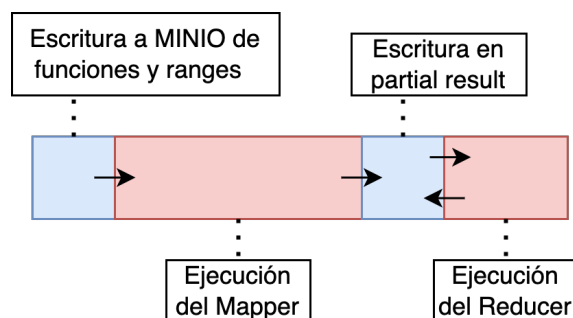 Escritura a MINIO de
funciones y ranges
Escritura en
partial result
Ejecución
del Mapper
Ejecución
del Reducer